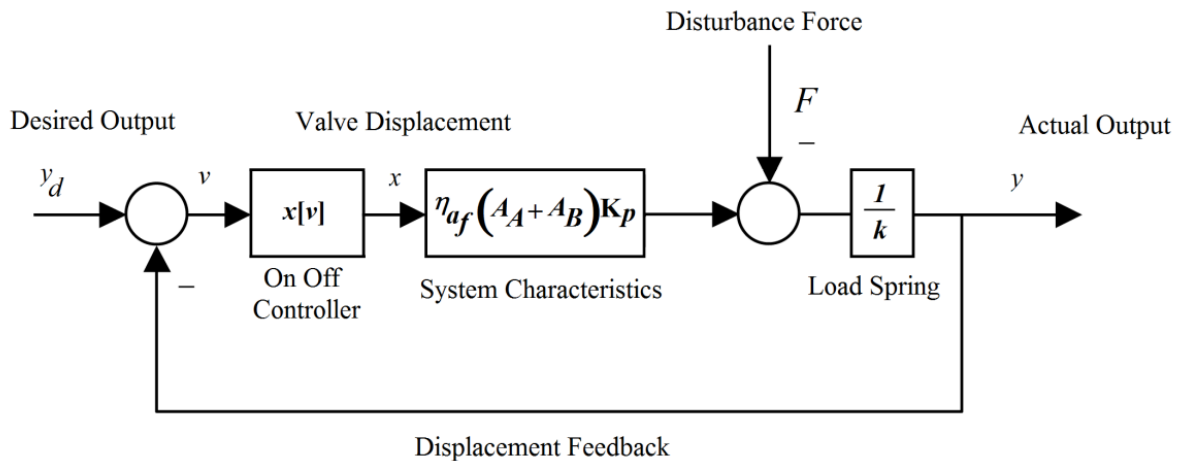 Disturbance Force
F
–
Desired Output
Valve Displacement
Actual Output
y_d
v
x[v]
x
η_af(A_A+A_B)K_p
1
k
y
–
On Off
Controller
System Characteristics
Load Spring
Displacement Feedback